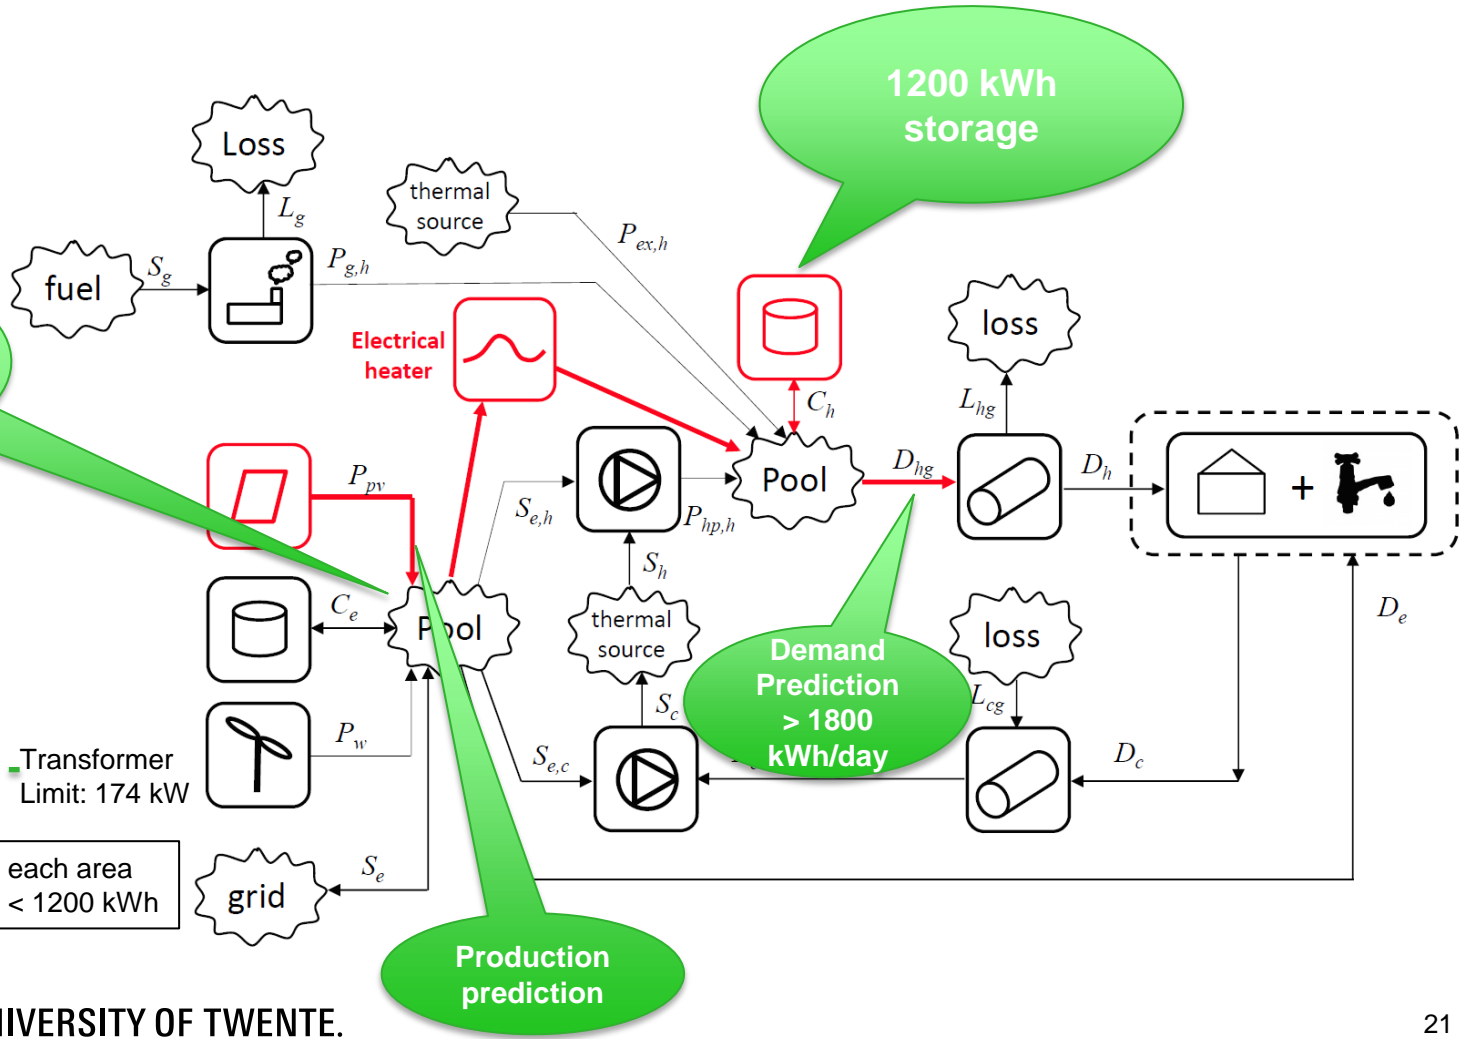 1200 kWh
storage
Loss
L_g
thermal
source
P_ex,h
fuel
S_g
P_g,h
Electrical
heater
C_h
loss
L_hg
P_pv
S_e,h
P_hp,h
Pool
D_hg
D_h
+
S_h
C_e
Pool
thermal
source
loss
D_e
Demand
Prediction
> 1800
kWh/day
P_w
S_c
L_cg
S_e,c
D_c
Transformer
Limit: 174 kW
each area
< 1200 kWh
grid
S_e
Production
prediction
IVERSITY OF TWENTE.
21